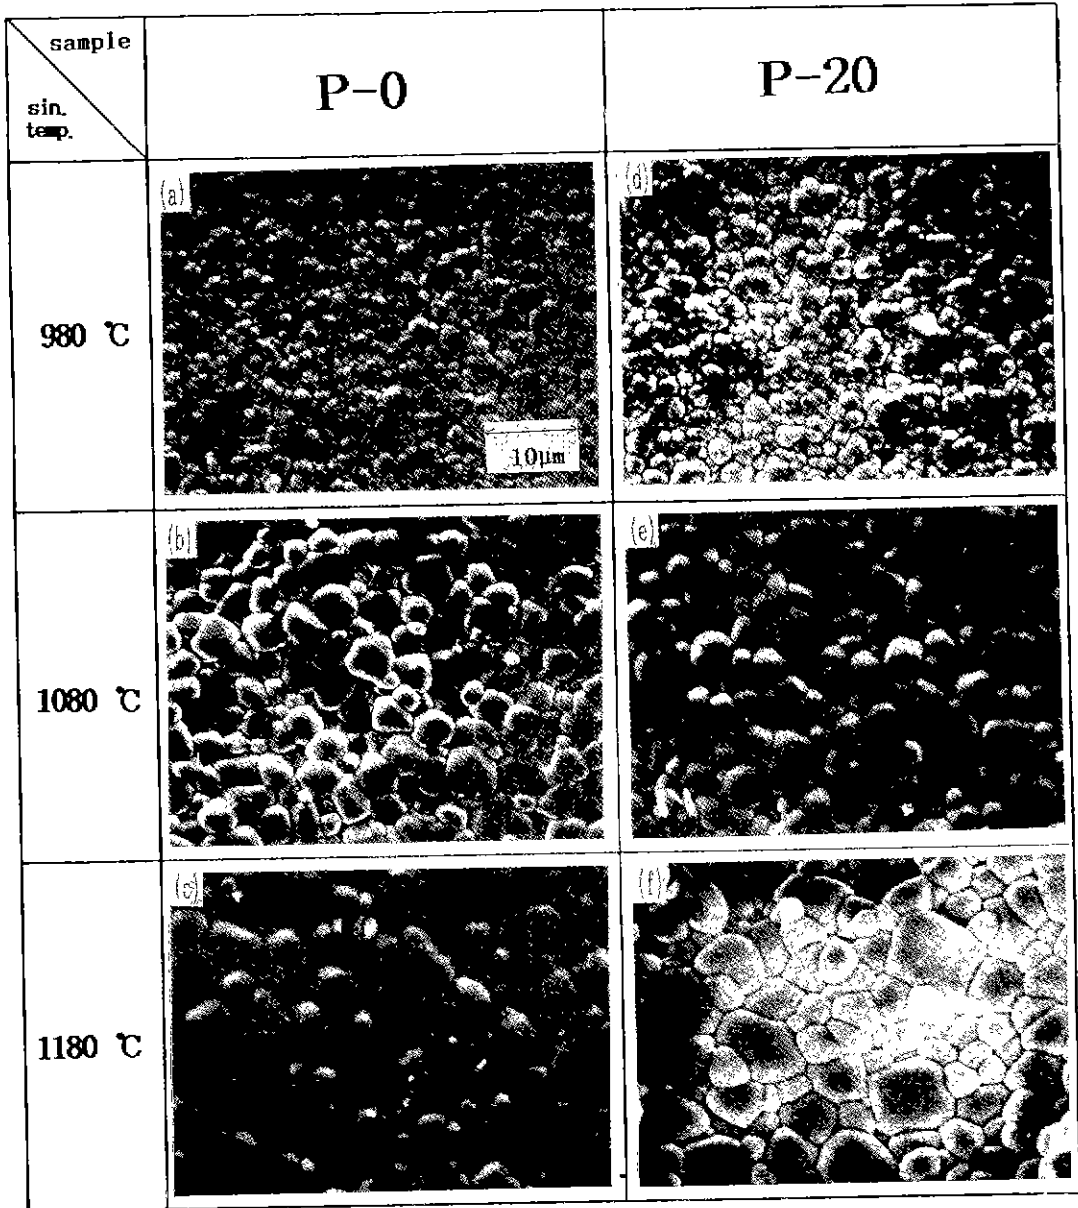 sample
sin.
temp.
P-0
P-20
980 ℃
(a)
10μm
(d)
1080 ℃
(b)
(e)
1180 ℃
(c)
(f)